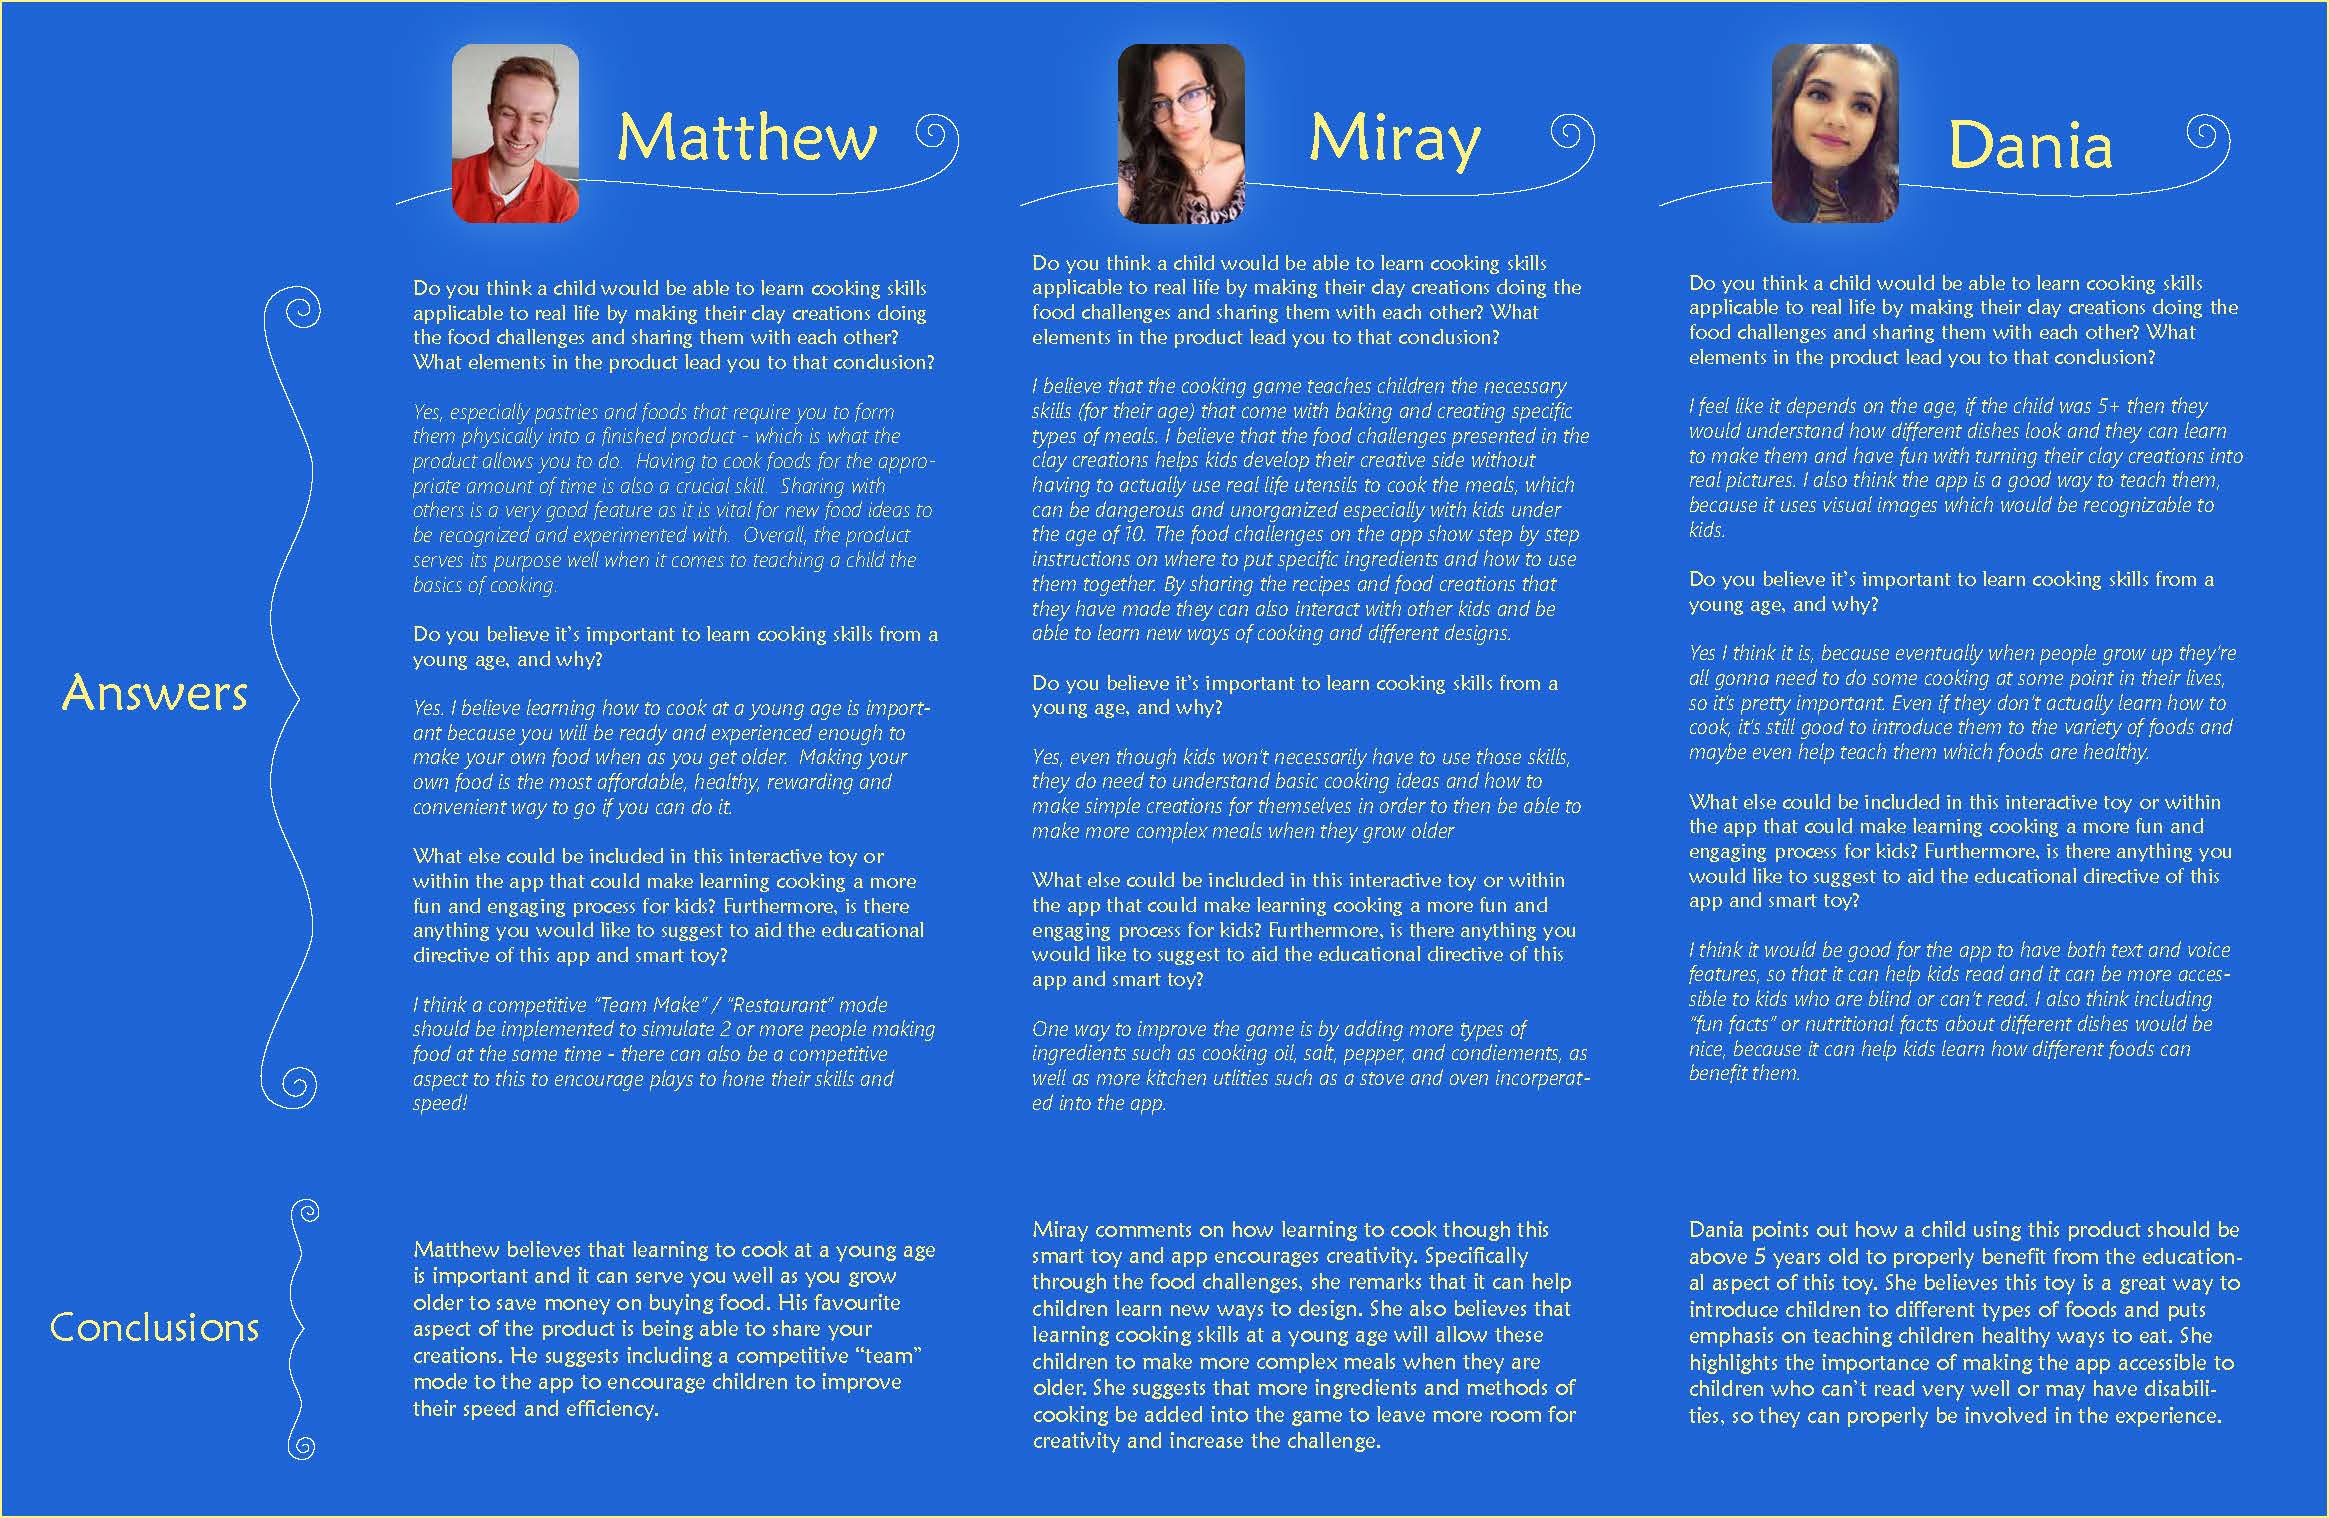 Matthew
Miray
Dania
Answers
Do you think a child would be able to learn cooking skills
applicable to real life by making their clay creations doing
the food challenges and sharing them with each other?
What elements in the product lead you to that conclusion?
Yes, especially pastries and foods that require you to form
them physically into a finished product - which is what the
product allows you to do.  Having to cook foods for the appro-
priate amount of time is also a crucial skill.  Sharing with
others is a very good feature as it is vital for new food ideas to
be recognized and experimented with.  Overall, the product
serves its purpose well when it comes to teaching a child the
basics of cooking.
Do you believe it's important to learn cooking skills from a
young age, and why?
Yes. I believe learning how to cook at a young age is import-
ant because you will be ready and experienced enough to
make your own food when as you get older.  Making your
own food is the most affordable, healthy, rewarding and
convenient way to go if you can do it.
What else could be included in this interactive toy or
within the app that could make learning cooking a more
fun and engaging process for kids? Furthermore, is there
anything you would like to suggest to aid the educational
directive of this app and smart toy?
I think a competitive "Team Make" / "Restaurant" mode
should be implemented to simulate 2 or more people making
food at the same time - there can also be a competitive
aspect to this to encourage plays to hone their skills and
speed!
Do you think a child would be able to learn cooking skills
applicable to real life by making their clay creations doing the
food challenges and sharing them with each other? What
elements in the product lead you to that conclusion?
I believe that the cooking game teaches children the necessary
skills (for their age) that come with baking and creating specific
types of meals. I believe that the food challenges presented in the
clay creations helps kids develop their creative side without
having to actually use real life utensils to cook the meals, which
can be dangerous and unorganized especially with kids under
the age of 10. The food challenges on the app show step by step
instructions on where to put specific ingredients and how to use
them together. By sharing the recipes and food creations that
they have made they can also interact with other kids and be
able to learn new ways of cooking and different designs.
Do you believe it's important to learn cooking skills from a
young age, and why?
Yes, even though kids won't necessarily have to use those skills,
they do need to understand basic cooking ideas and how to
make simple creations for themselves in order to then be able to
make more complex meals when they grow older
What else could be included in this interactive toy or within
the app that could make learning cooking a more fun and
engaging process for kids? Furthermore, is there anything you
would like to suggest to aid the educational directive of this
app and smart toy?
One way to improve the game is by adding more types of
ingredients such as cooking oil, salt, pepper, and condiements, as
well as more kitchen utlities such as a stove and oven incorperat-
ed into the app.
Do you think a child would be able to learn cooking skills
applicable to real life by making their clay creations doing the
food challenges and sharing them with each other? What
elements in the product lead you to that conclusion?
I feel like it depends on the age, if the child was 5+ then they
would understand how different dishes look and they can learn
to make them and have fun with turning their clay creations into
real pictures. I also think the app is a good way to teach them,
because it uses visual images which would be recognizable to
kids.
Do you believe it's important to learn cooking skills from a
young age, and why?
Yes I think it is, because eventually when people grow up they're
all gonna need to do some cooking at some point in their lives,
so it's pretty important. Even if they don't actually learn how to
cook, it's still good to introduce them to the variety of foods and
maybe even help teach them which foods are healthy.
What else could be included in this interactive toy or within
the app that could make learning cooking a more fun and
engaging process for kids? Furthermore, is there anything you
would like to suggest to aid the educational directive of this
app and smart toy?
I think it would be good for the app to have both text and voice
features, so that it can help kids read and it can be more acces-
sible to kids who are blind or can't read. I also think including
"fun facts" or nutritional facts about different dishes would be
nice, because it can help kids learn how different foods can
benefit them.
Conclusions
Matthew believes that learning to cook at a young age
is important and it can serve you well as you grow
older to save money on buying food. His favourite
aspect of the product is being able to share your
creations. He suggests including a competitive "team"
mode to the app to encourage children to improve
their speed and efficiency.
Miray comments on how learning to cook though this
smart toy and app encourages creativity. Specifically
through the food challenges, she remarks that it can help
children learn new ways to design. She also believes that
learning cooking skills at a young age will allow these
children to make more complex meals when they are
older. She suggests that more ingredients and methods of
cooking be added into the game to leave more room for
creativity and increase the challenge.
Dania points out how a child using this product should be
above 5 years old to properly benefit from the education-
al aspect of this toy. She believes this toy is a great way to
introduce children to different types of foods and puts
emphasis on teaching children healthy ways to eat. She
highlights the importance of making the app accessible to
children who can't read very well or may have disabili-
ties, so they can properly be involved in the experience.